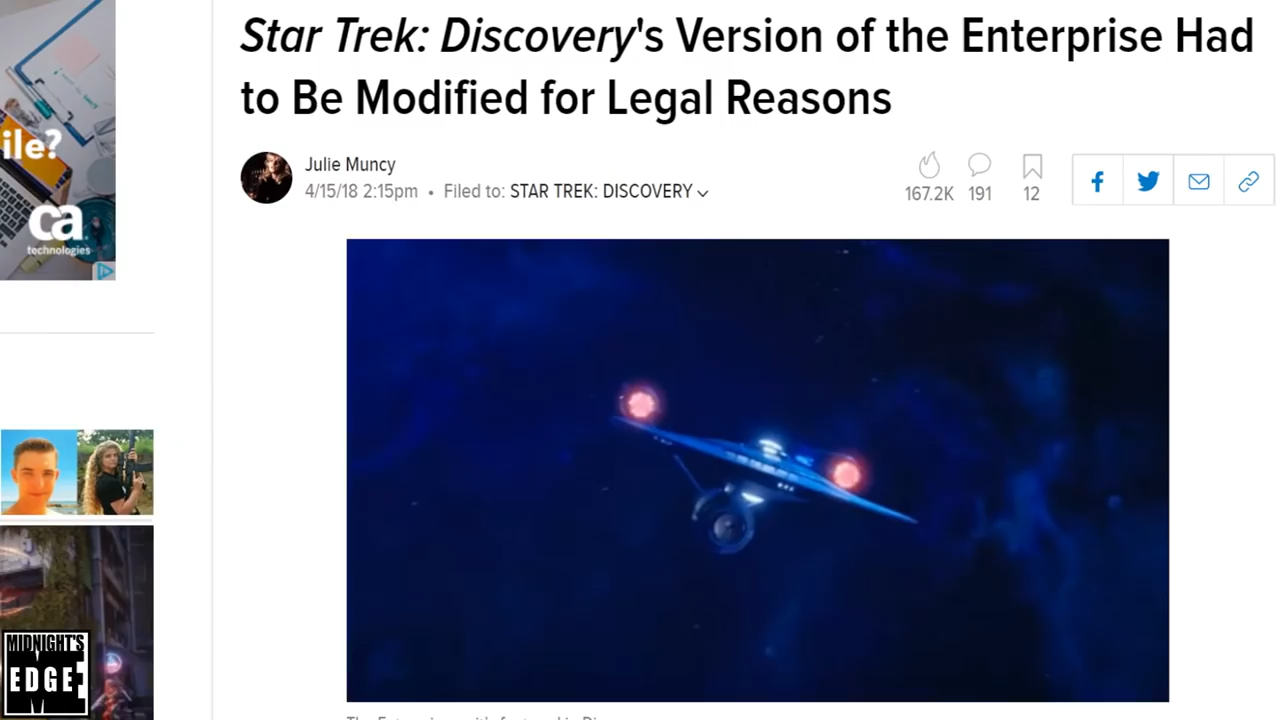 Star Trek: Discovery's Version of the Enterprise Had
to Be Modified for Legal Reasons
Julie Muncy
4/15/18 2:15pm • Filed to: STAR TREK: DISCOVERY
167.2K 191 12
ile?
ca
technologies
MIDNIGHT'S
EDGE